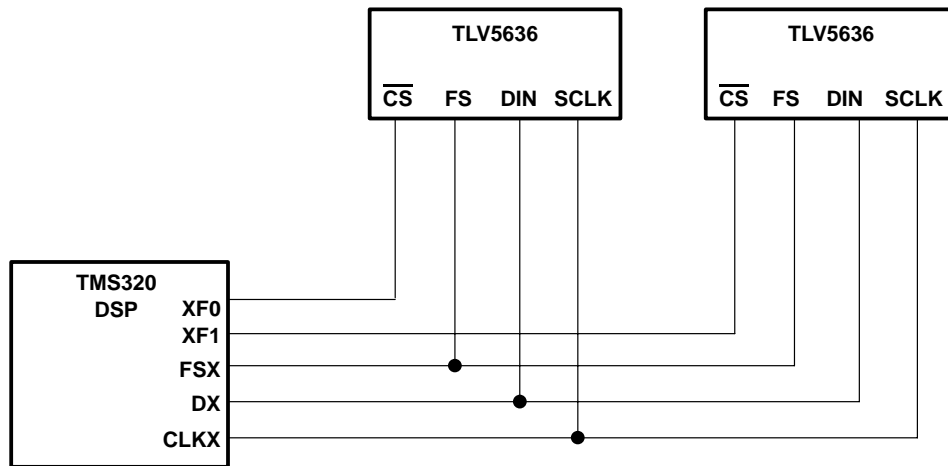 TLV5636
CS FS DIN SCLK
TLV5636
CS FS DIN SCLK
TMS320
DSP
XF0
XF1
FSX
DX
CLKX